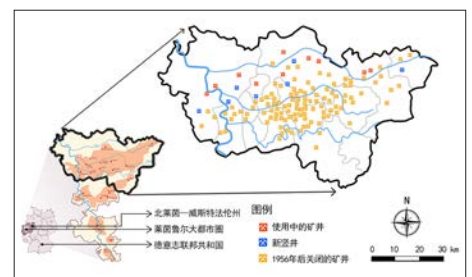 北莱茵—威斯特法伦州
莱茵鲁尔大都市圈
德意志联邦共和国
图例
使用中的矿井
新竖井
1956年后关闭的矿井
N
0 10 20 30 km